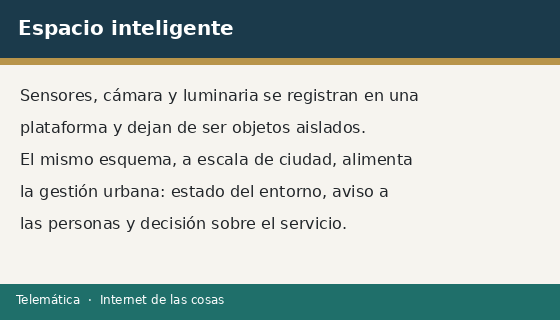 Espacio inteligente
Sensores, cámara y luminaria se registran en una
plataforma y dejan de ser objetos aislados.
El mismo esquema, a escala de ciudad, alimenta
la gestión urbana: estado del entorno, aviso a
las personas y decisión sobre el servicio.
Telemática · Internet de las cosas